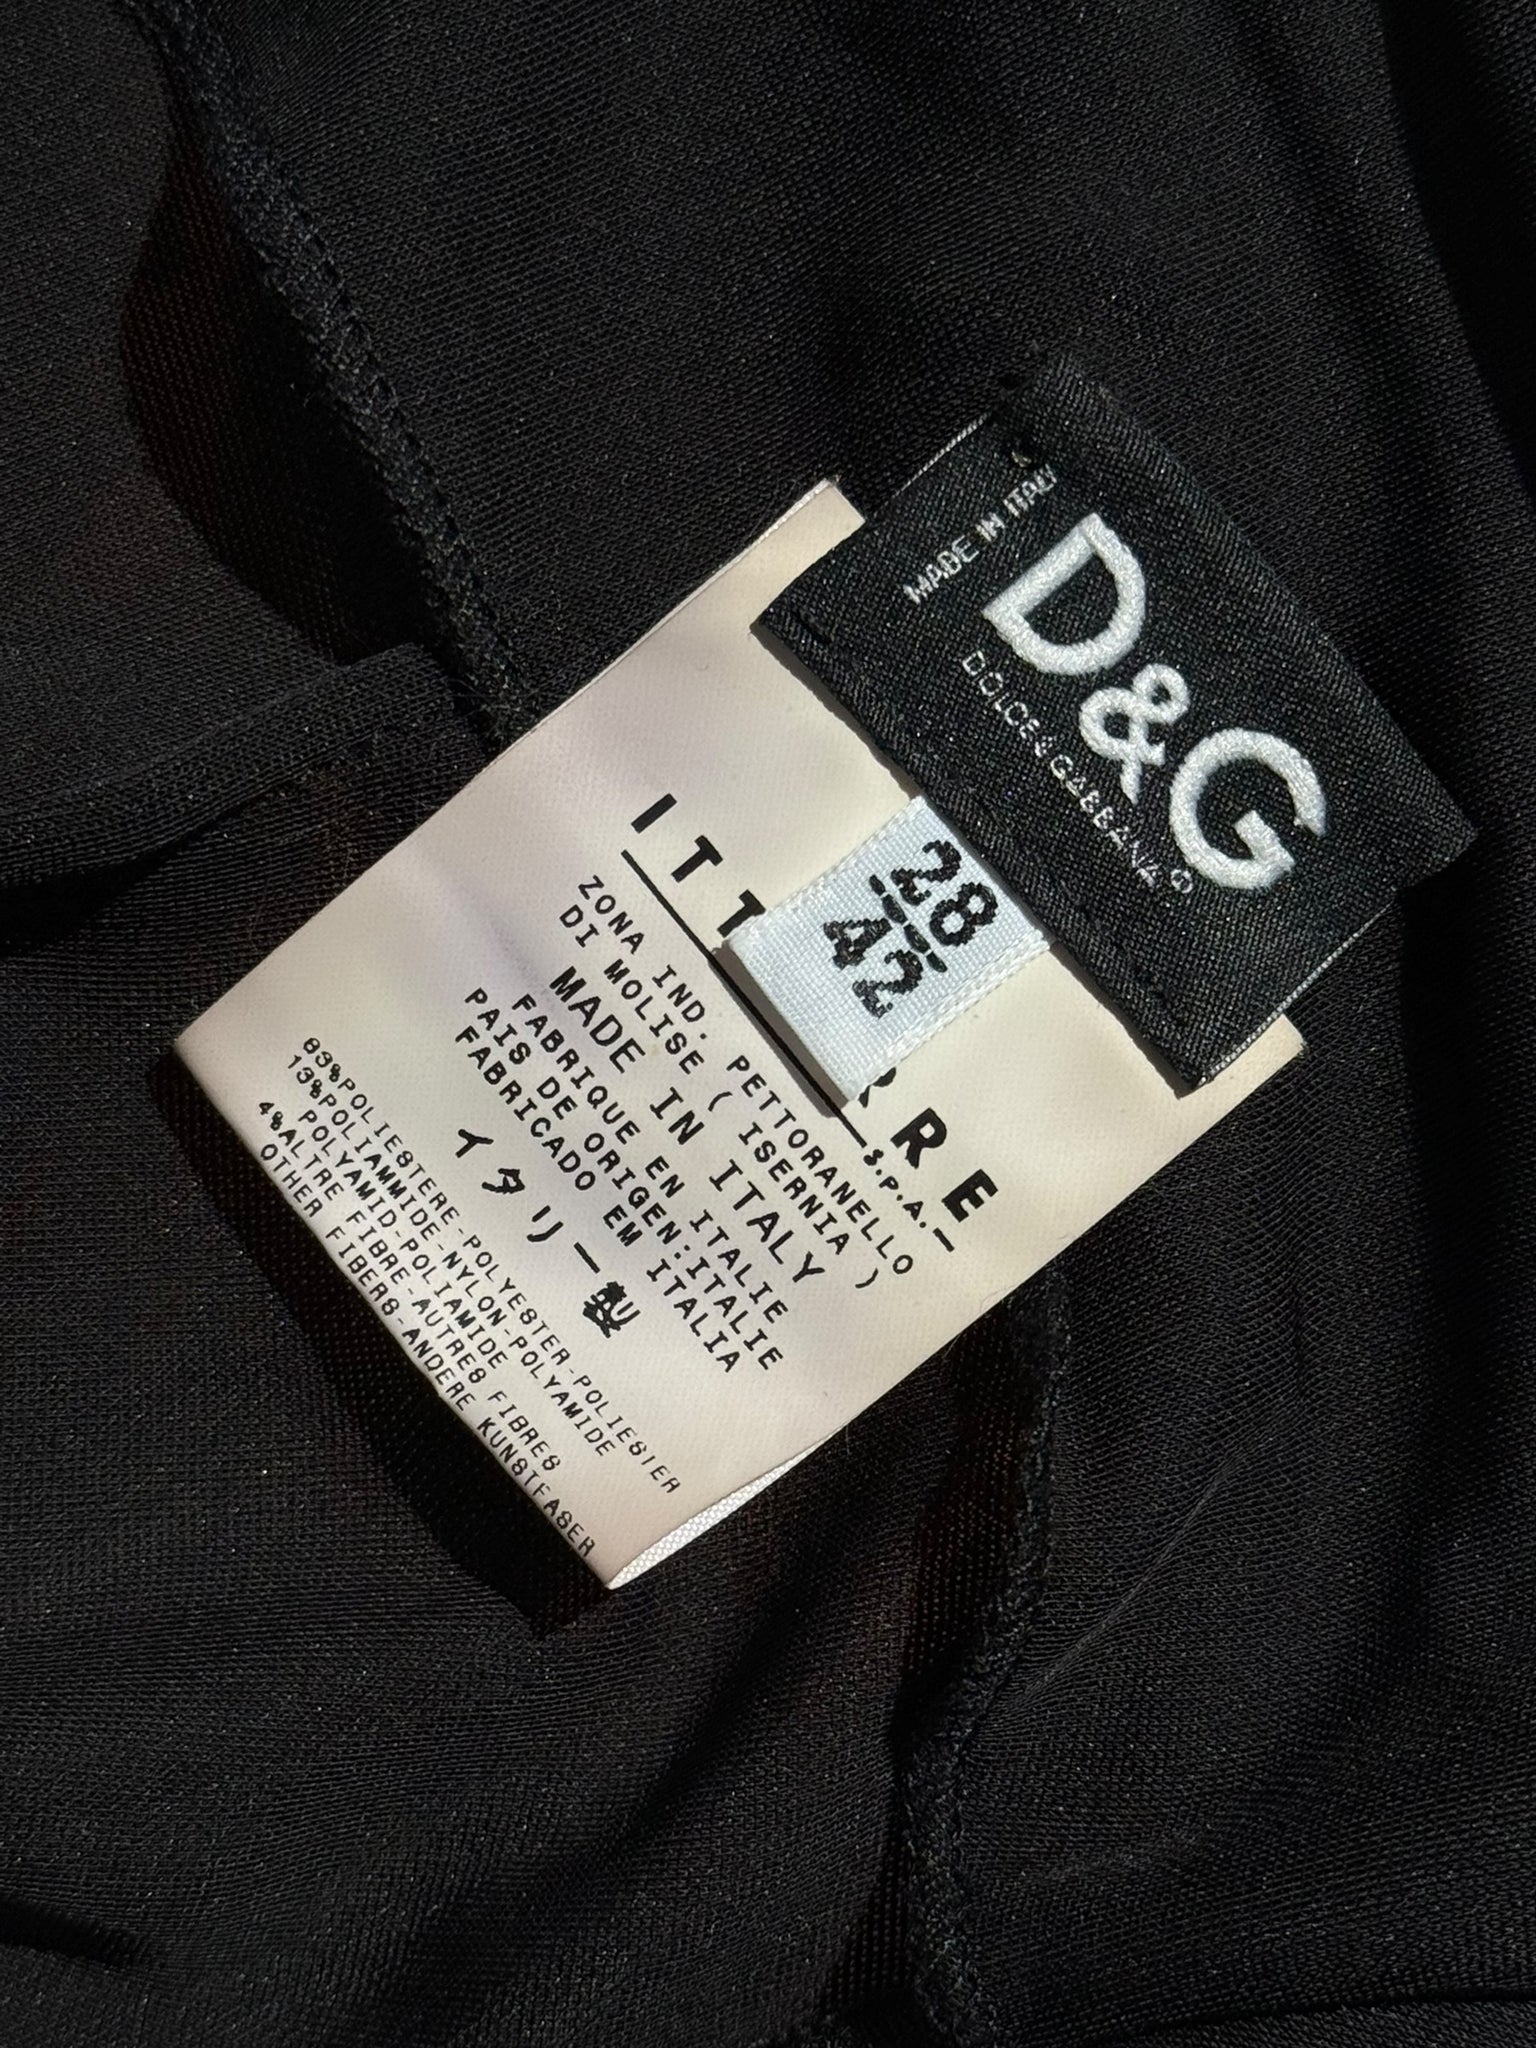 MADE IN ITALY
D&G
DOLCE&GABBANA
28
42
ITT RE
S.P.A.
ZONA IND. PETTORANELLO
DI MOLISE ( ISERNIA )
MADE IN ITALY
FABRIQUE EN ITALIE
PAIS DE ORIGEN:ITALIE
FABRICADO EM ITALIA
イタリー製
83%POLIESTERE-POLYESTER-POLIESTER
13%POLIAMMIDE-NYLON-POLYAMIDE
POLYAMID-POLIAMIDE
4%ALTRE FIBRE-AUTRES FIBRES
OTHER FIBERS-ANDERE KUNSTFASER